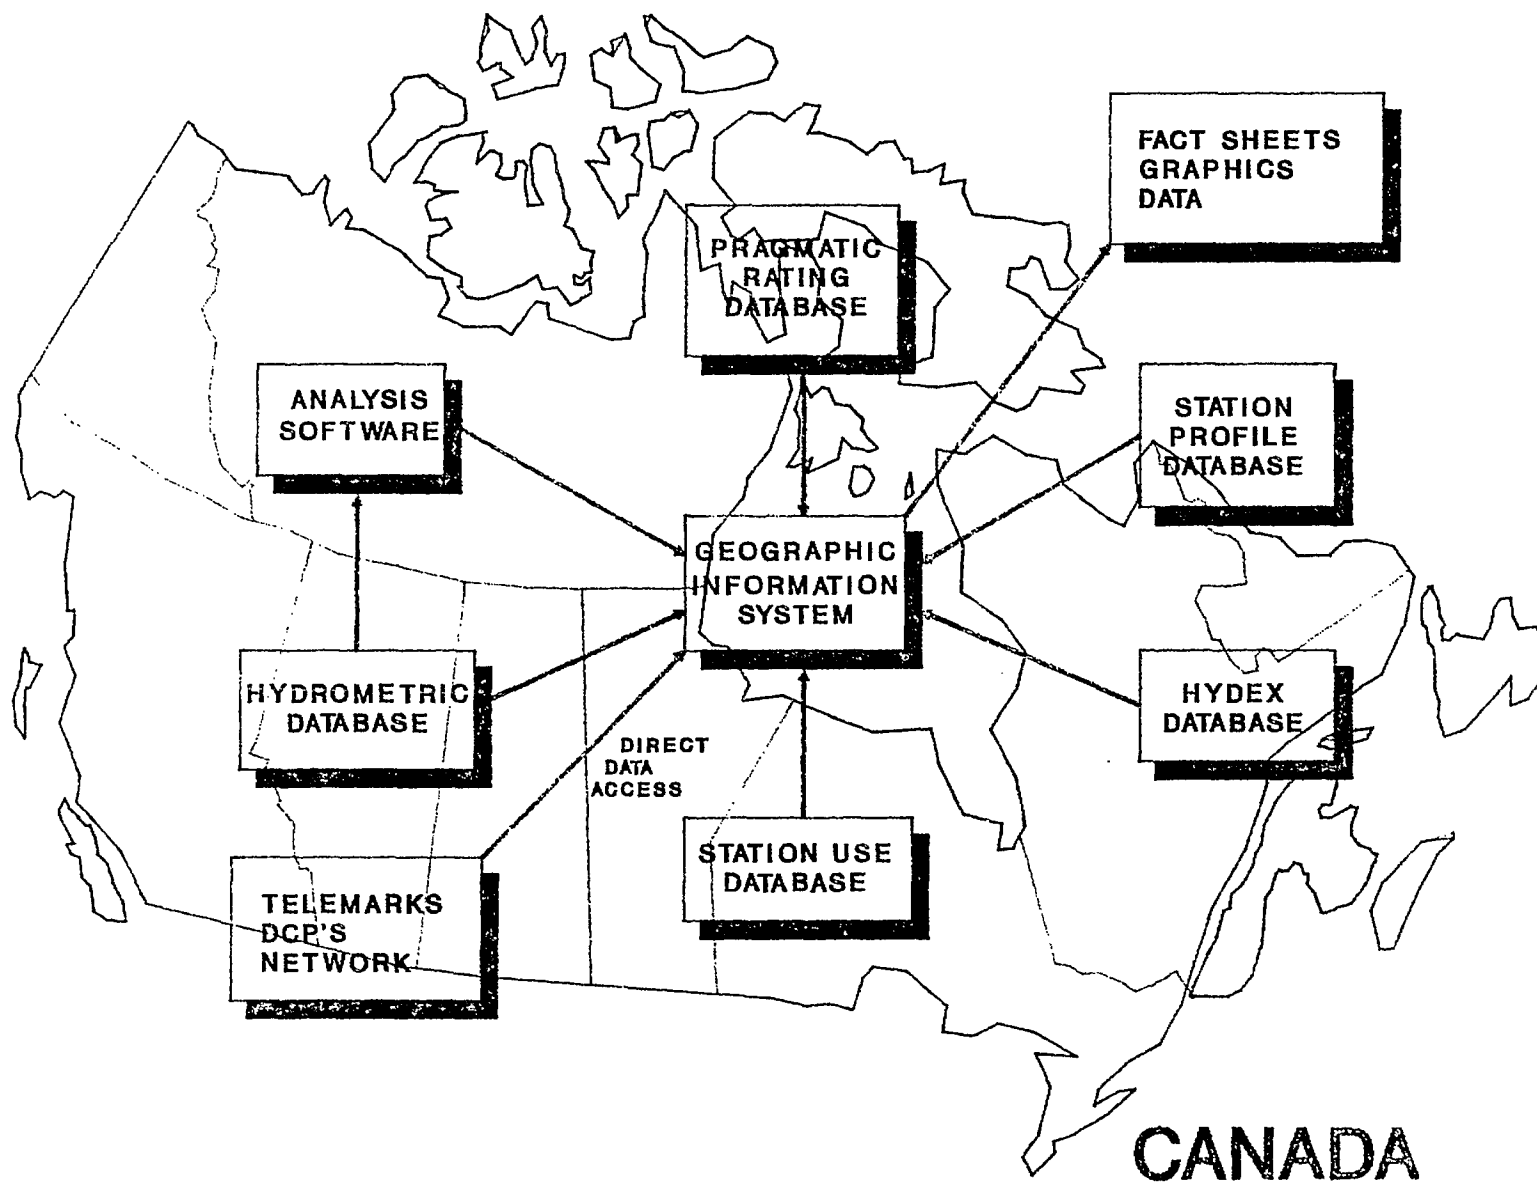 FACT SHEETS
GRAPHICS
DATA
PRAGMATIC
RATING
DATABASE
ANALYSIS
SOFTWARE
STATION
PROFILE
DATABASE
GEOGRAPHIC
INFORMATION
SYSTEM
HYDROMETRIC
DATABASE
HYDEX
DATABASE
DIRECT
DATA
ACCESS
STATION USE
DATABASE
TELEMARKS
DCP'S
NETWORK
CANADA